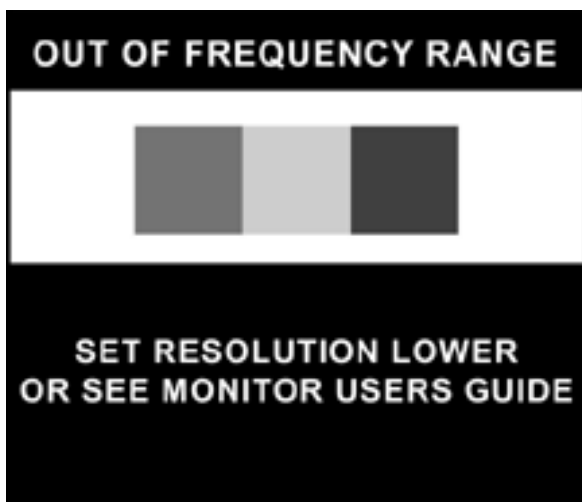 OUT OF FREQUENCY RANGE
SET RESOLUTION LOWER
OR SEE MONITOR USERS GUIDE